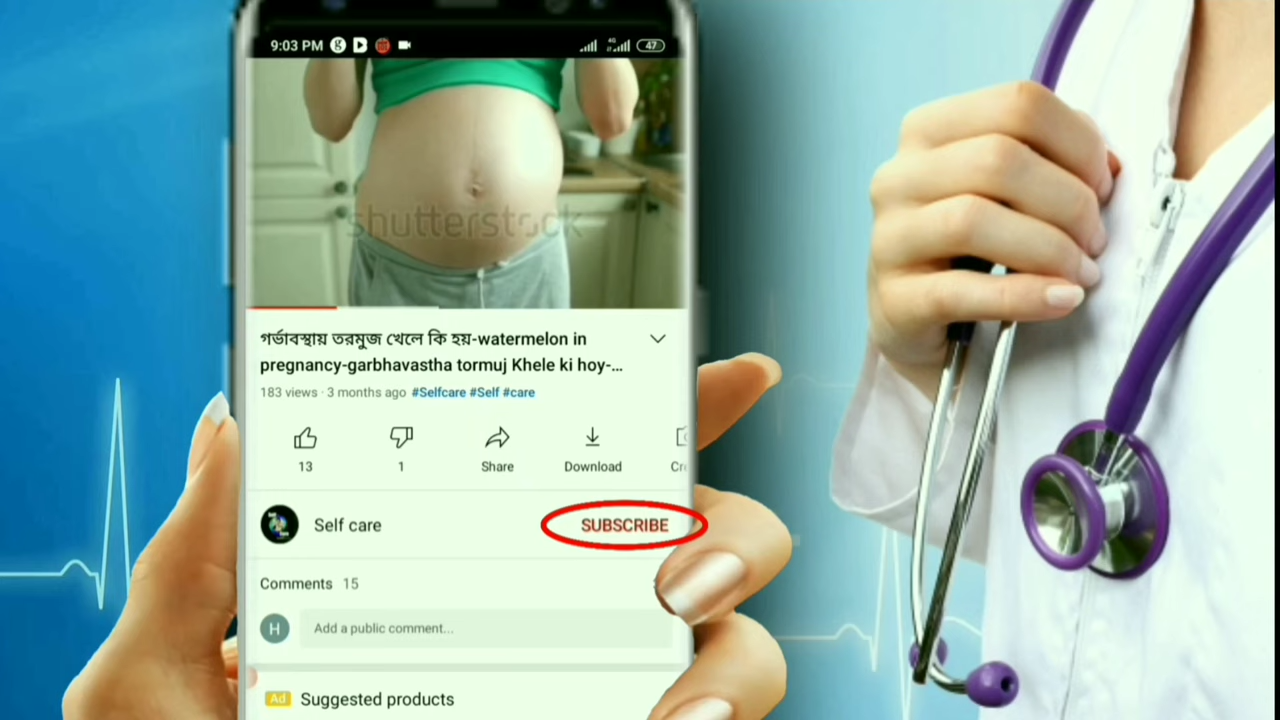 9:03 PM
4G
47
shutterstock
গর্ভাবস্থায় তরমুজ খেলে কি হয়-watermelon in
pregnancy-garbhavastha tormuj Khele ki hoy-...
183 views · 3 months ago #Selfcare #Self #care
13
1
Share
Download
Self care
SUBSCRIBE
Comments 15
H
Add a public comment...
Ad Suggested products